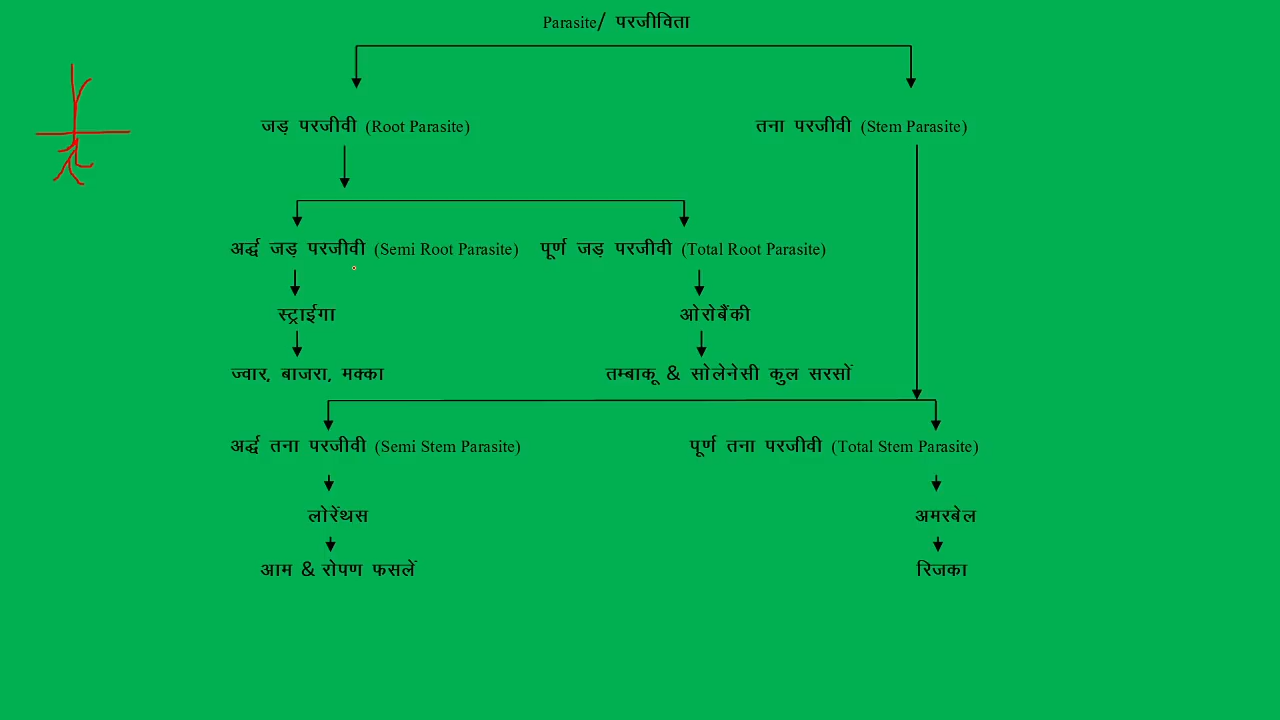 Parasite/ परजीविता
जड़ परजीवी (Root Parasite) तना परजीवी (Stem Parasite)
अर्द्ध जड़ परजीवी (Semi Root Parasite) पूर्ण जड़ परजीवी (Total Root Parasite)
स्ट्राईगा ओरोबैंकी
ज्वार, बाजरा, मक्का तम्बाकू & सोलेनेसी कुल सरसों
अर्द्ध तना परजीवी (Semi Stem Parasite) पूर्ण तना परजीवी (Total Stem Parasite)
लोरेंथस अमरबेल
आम & रोपण फसलें रिजका